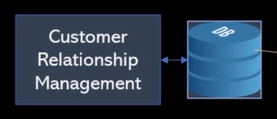 Customer
Relationship
Management
DB